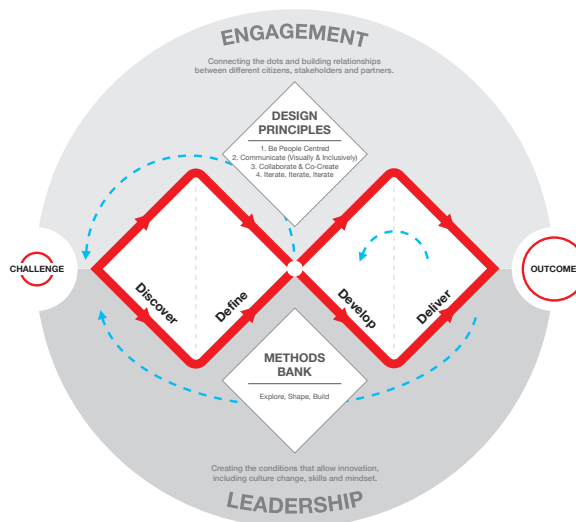 ENGAGEMENT
Connecting the dots and building relationships
between different citizens, stakeholders and partners.
DESIGN
PRINCIPLES
1. Be People Centred
2. Communicate (Visually & Inclusively)
3. Collaborate & Co-Create
4. Iterate, Iterate, Iterate
CHALLENGE
OUTCOME
Discover
Define
Develop
Deliver
METHODS
BANK
Explore, Shape, Build
Creating the conditions that allow innovation,
including culture change, skills and mindset.
LEADERSHIP